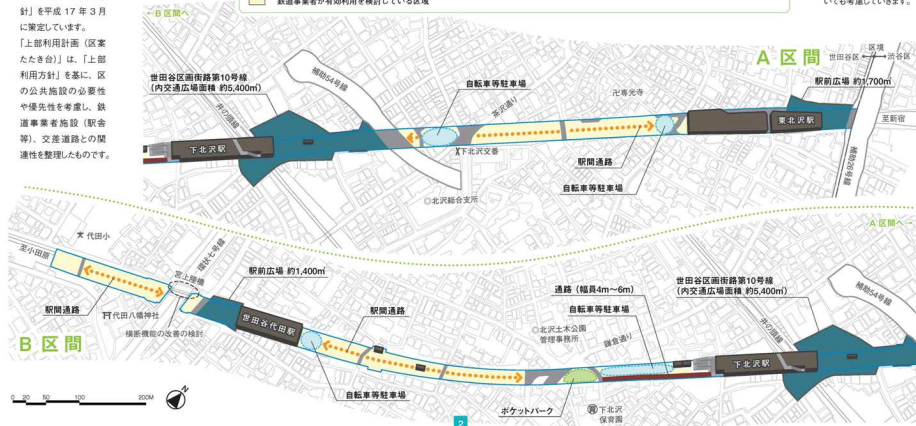 針」を平成 17 年 3 月
に策定しています。
「上部利用計画（区案
たたき台）」は、「上部
利用方針」を基に、区
の公共施設の必要性
や優先性を考慮し、鉄
道事業者施設（駅舎
等）、交差道路との関
連性を整理したものです。
鉄道事業者が有効利用を検討している区域
いても考慮していきます。
←B区間へ
A区間
区境
世田谷区 渋谷区
世田谷区画街路第10号線
（内交通広場面積 約5,400㎡）
補助54号線
自転車等駐車場
茶沢通り
卍専光寺
駅前広場 約1,700㎡
井の頭線
下北沢駅
下北沢交番
駅間通路
東北沢駅
至新宿
補助26号線
自転車等駐車場
◎北沢総合支所
A区間へ→
代田小
至小田原
環状七号線
宮上陸橋
駅前広場 約1,400㎡
駅間通路
代田八幡神社
横断機能の改善の検討
世田谷代田駅
駅間通路
自転車等駐車場
B区間
北沢土木公園
管理事務所
鎌倉通り
通路（幅員4m〜6m）
自転車等駐車場
世田谷区画街路第10号線
（内交通広場面積 約5,400㎡）
補助54号線
井の頭線
下北沢駅
ポケットパーク
下北沢
保育園
0 20 50 100 200M
N
2